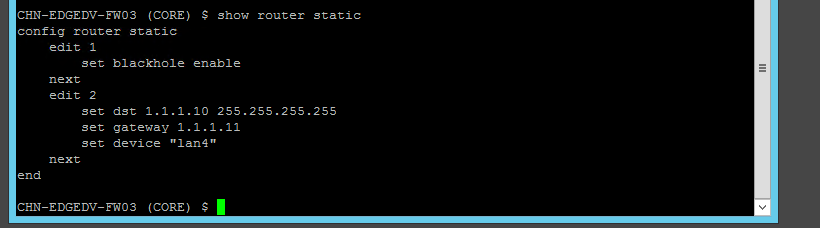 CHN-EDGEDV-FW03 (CORE) $ show router static
config router static
    edit 1
        set blackhole enable
    next
    edit 2
        set dst 1.1.1.10 255.255.255.255
        set gateway 1.1.1.11
        set device "lan4"
    next
end
CHN-EDGEDV-FW03 (CORE) $